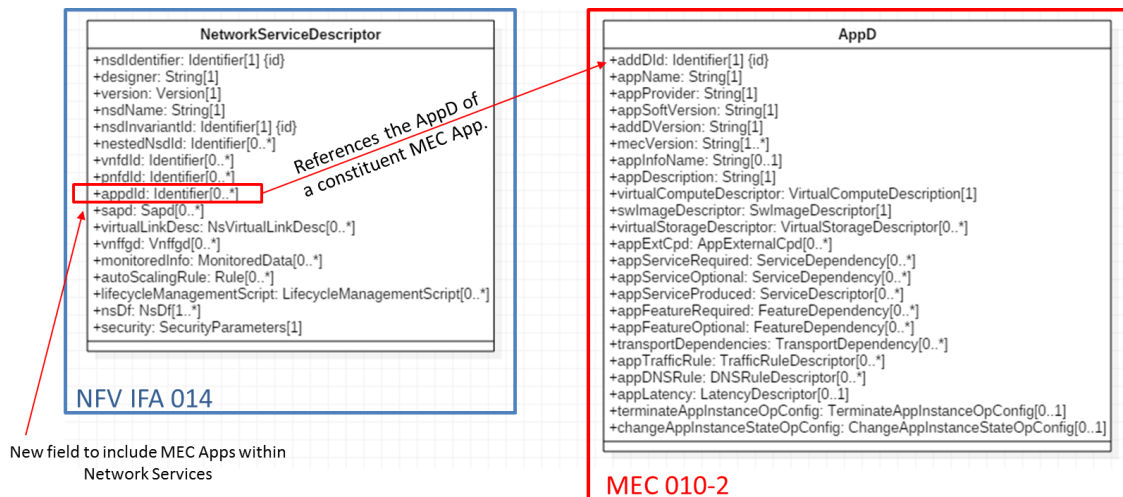 NetworkServiceDescriptor
+nsdIdentifier: Identifier[1] {id}
+designer: String[1]
+version: Version[1]
+nsdName: String[1]
+nsdInvariantId: Identifier[1] {id}
+nestedNsdId: Identifier[0..*]
+vnfdId: Identifier[0..*]
+pnfdId: Identifier[0..*]
+appdId: Identifier[0..*]
+sapd: Sapd[0..*]
+virtualLinkDesc: NsVirtualLinkDesc[0..*]
+vnffgd: Vnffgd[0..*]
+monitoredInfo: MonitoredData[0..*]
+autoScalingRule: Rule[0..*]
+lifecycleManagementScript: LifecycleManagementScript[0..*]
+nsDf: NsDf[1..*]
+security: SecurityParameters[1]
NFV IFA 014
New field to include MEC Apps within
Network Services
References the AppD of
a constituent MEC App.
AppD
+addDId: Identifier[1] {id}
+appName: String[1]
+appProvider: String[1]
+appSoftVersion: String[1]
+addDVersion: String[1]
+mecVersion: String[1..*]
+appInfoName: String[0..1]
+appDescription: String[1]
+virtualComputeDescriptor: VirtualComputeDescription[1]
+swImageDescriptor: SwImageDescriptor[1]
+virtualStorageDescriptor: VirtualStorageDescriptor[0..*]
+appExtCpd: AppExternalCpd[0..*]
+appServiceRequired: ServiceDependency[0..*]
+appServiceOptional: ServiceDependency[0..*]
+appServiceProduced: ServiceDescriptor[0..*]
+appFeatureRequired: FeatureDependency[0..*]
+appFeatureOptional: FeatureDependency[0..*]
+transportDependencies: TransportDependency[0..*]
+appTrafficRule: TrafficRuleDescriptor[0..*]
+appDNSRule: DNSRuleDescriptor[0..*]
+appLatency: LatencyDescriptor[0..1]
+terminateAppInstanceOpConfig: TerminateAppInstanceOpConfig[0..1]
+changeAppInstanceStateOpConfig: ChangeAppInstanceStateOpConfig[0..1]
MEC 010-2